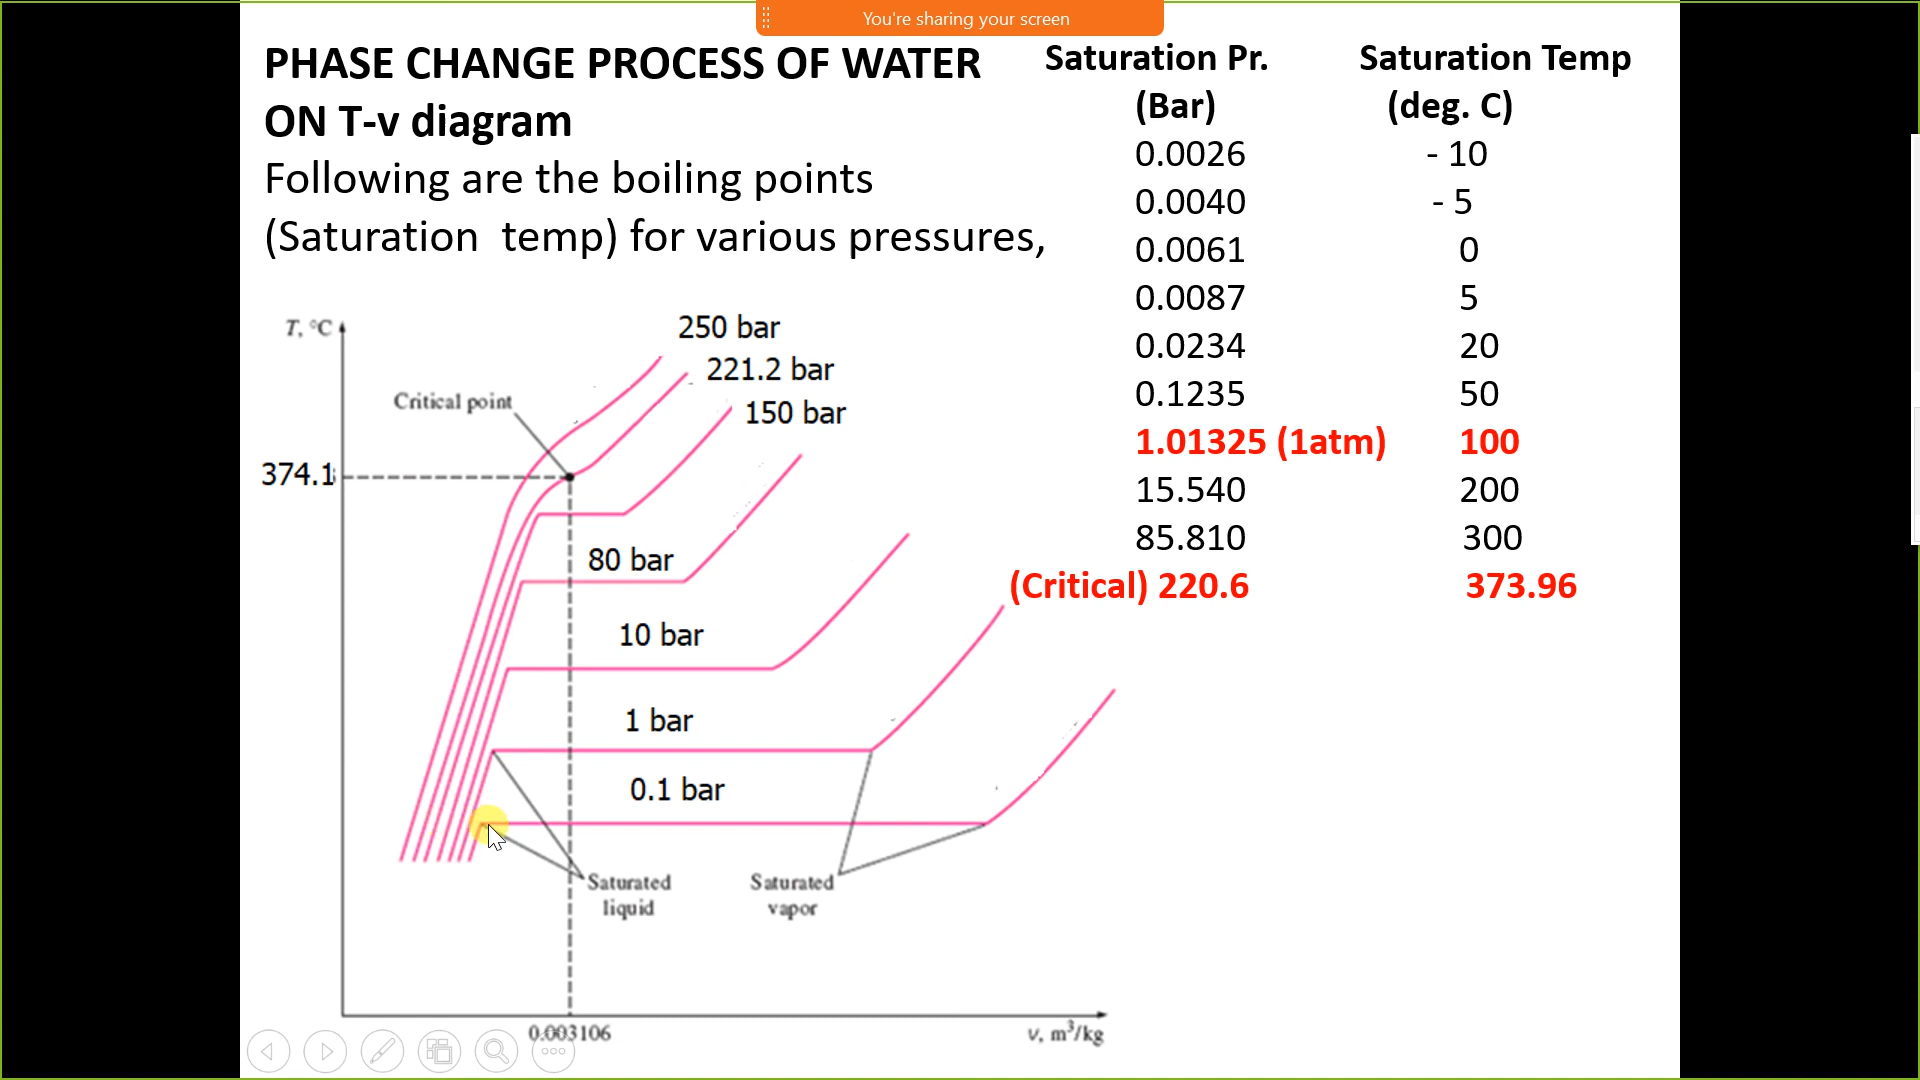 You're sharing your screen
PHASE CHANGE PROCESS OF WATER
ON T-v diagram
Following are the boiling points
(Saturation temp) for various pressures,
Saturation Pr. Saturation Temp
(Bar) (deg. C)
0.0026 - 10
0.0040 - 5
0.0061 0
0.0087 5
0.0234 20
0.1235 50
1.01325 (1atm) 100
15.540 200
85.810 300
(Critical) 220.6 373.96
T, °C
250 bar
221.2 bar
Critical point
150 bar
374.1
80 bar
10 bar
1 bar
0.1 bar
Saturated
liquid
Saturated
vapor
0.003106
v, m³/kg